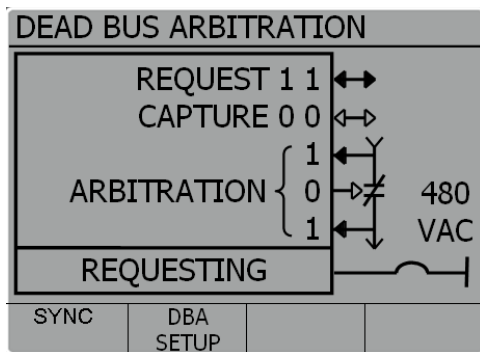 DEAD BUS ARBITRATION
REQUEST 1 1
CAPTURE 0 0
1
ARBITRATION 0
1
480
VAC
REQUESTING
SYNC DBA
SETUP